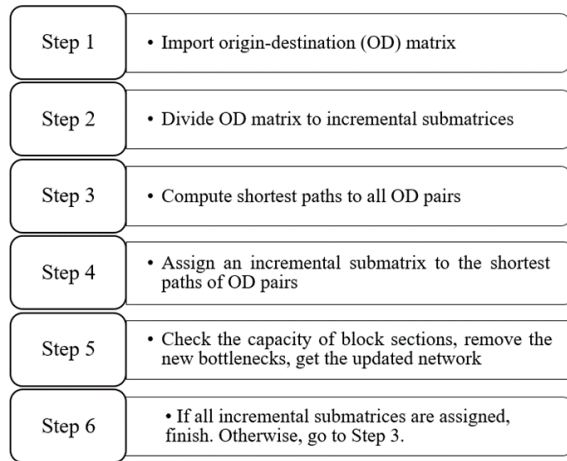 Step 1
• Import origin-destination (OD) matrix
Step 2
• Divide OD matrix to incremental submatrices
Step 3
• Compute shortest paths to all OD pairs
Step 4
• Assign an incremental submatrix to the shortest
paths of OD pairs
Step 5
• Check the capacity of block sections, remove the
new bottlenecks, get the updated network
Step 6
• If all incremental submatrices are assigned,
finish. Otherwise, go to Step 3.